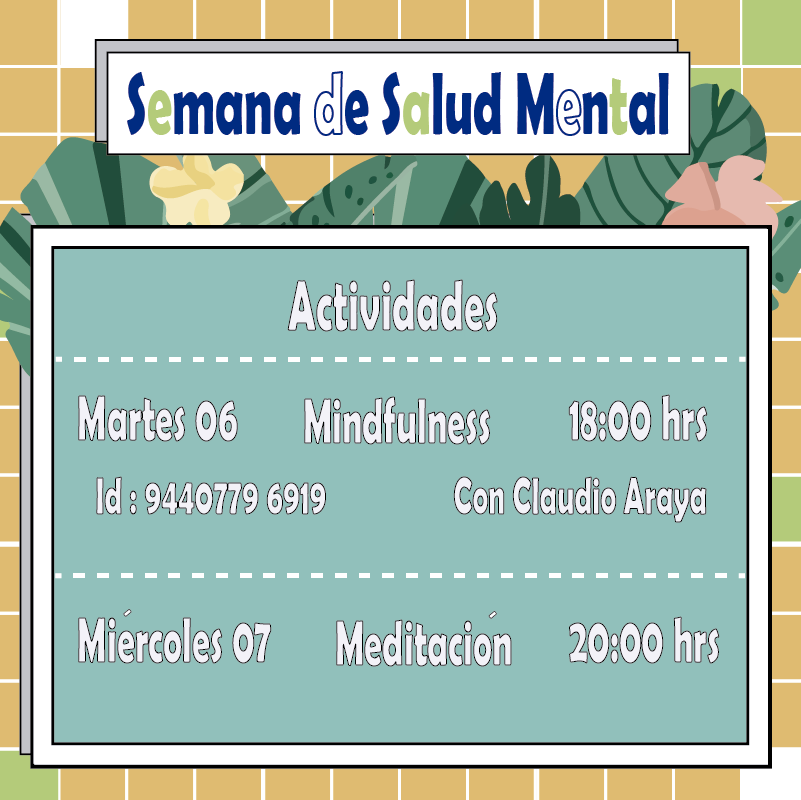 Semana de Salud Mental
Actividades
Martes 06 Mindfulness 18:00 hrs
Id : 9440779 6919 Con Claudio Araya
Miércoles 07 Meditación 20:00 hrs